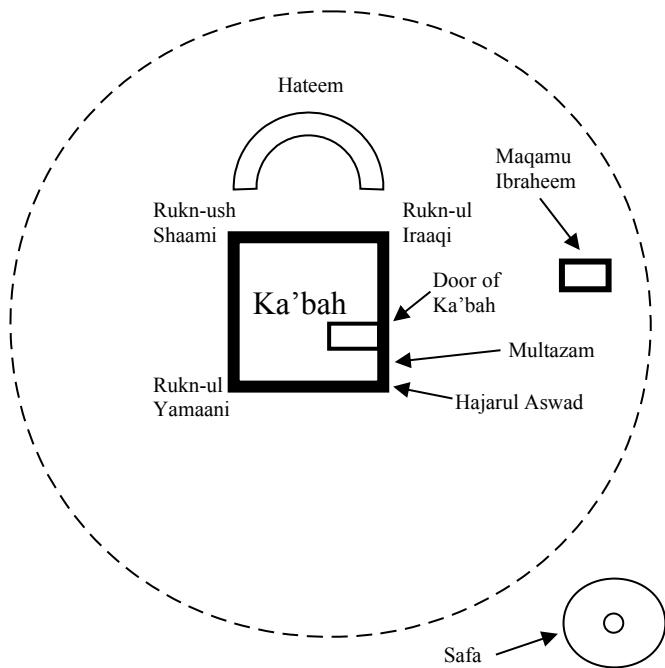 Hateem
Maqamu
Ibraheem
Rukn-ush
Shaami
Rukn-ul
Iraaqi
Ka’bah
Door of
Ka’bah
Multazam
Rukn-ul
Yamaani
Hajarul Aswad
Safa